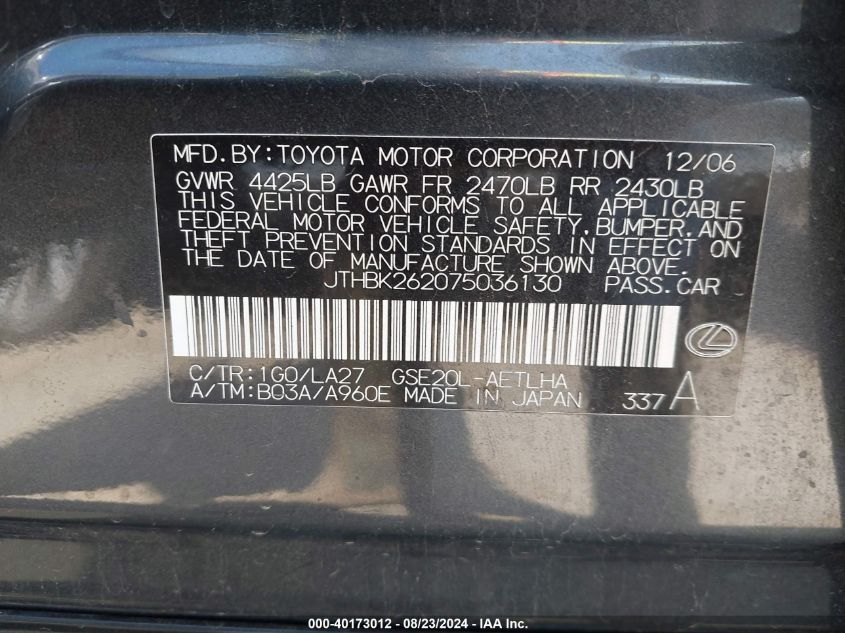 MFD.BY:TOYOTA MOTOR CORPORATION 12/06
GVWR 4425LB GAWR FR 2470LB RR 2430LB
THIS VEHICLE CONFORMS TO ALL APPLICABLE
FEDERAL MOTOR VEHICLE SAFETY,BUMPER,AND
THEFT PREVENTION STANDARDS IN EFFECT ON
THE DATE OF MANUFACTURE SHOWN ABOVE.
JTHBK262075036130 PASS.CAR
C/TR:1G0/LA27 GSE20L-AETLHA
A/TM:B03A/A960E MADE IN JAPAN 337A
000-40173012 - 08/23/2024 - IAA Inc.